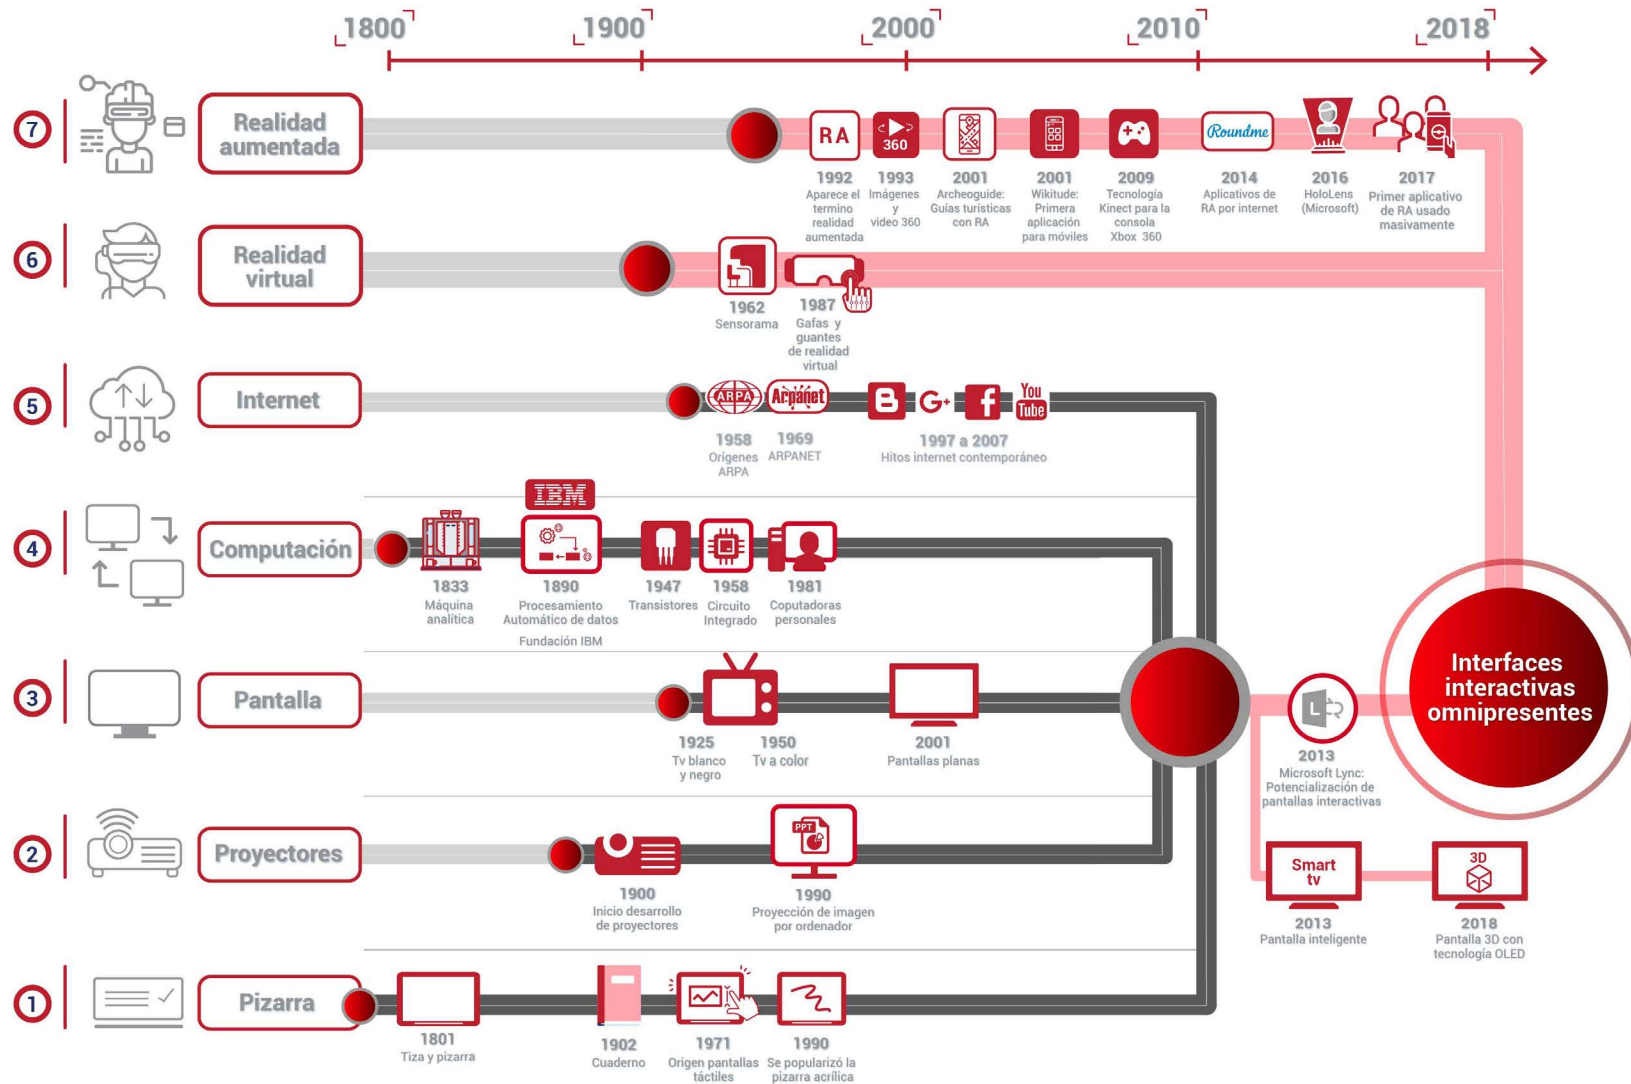 1800
1900
2000
2010
2018
7
Realidad
aumentada
RA
360
Roundme
1992
Aparece el
termino
realidad
aumentada
1993
Imágenes
y
video 360
2001
Archeoguide:
Guías turísticas
con RA
2001
Wikitude:
Primera
aplicación
para móviles
2009
Tecnología
Kinect para la
consola
Xbox 360
2014
Aplicativos de
RA por internet
2016
HoloLens
(Microsoft)
2017
Primer aplicativo
de RA usado
masivamente
6
Realidad
virtual
1962
Sensorama
1987
Gafas y
guantes
de realidad
virtual
5
Internet
ARPA
Arpanet
B
G+
f
You
Tube
1958
Orígenes
ARPA
1969
ARPANET
1997 a 2007
Hitos internet contemporáneo
4
Computación
IBM
1833
Máquina
analítica
1890
Procesamiento
Automático de datos
Fundación IBM
1947
Transistores
1958
Circuito
Integrado
1981
Coputadoras
personales
3
Pantalla
1925
Tv blanco
y negro
1950
Tv a color
2001
Pantallas planas
Interfaces
interactivas
omnipresentes
L
2013
Microsoft Lync:
Potencialización de
pantallas interactivas
2
Proyectores
PPT
1900
Inicio desarrollo
de proyectores
1990
Proyección de imagen
por ordenador
Smart
tv
2013
Pantalla inteligente
3D
2018
Pantalla 3D con
tecnología OLED
1
Pizarra
1801
Tiza y pizarra
1902
Cuaderno
1971
Origen pantallas
táctiles
1990
Se popularizó la
pizarra acrílica